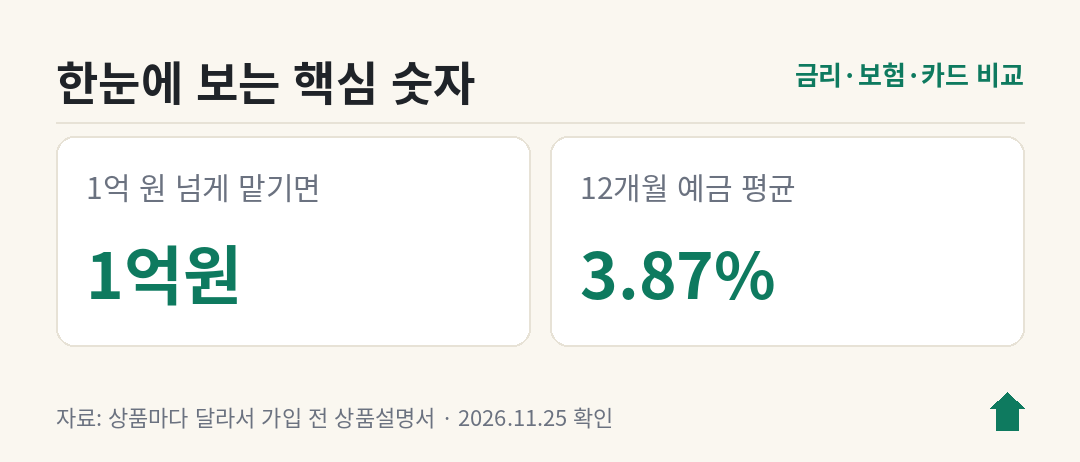 한눈에 보는 핵심 숫자
금리·보험·카드 비교
1억 원 넘게 맡기면
1억원
12개월 예금 평균
3.87%
자료: 상품마다 달라서 가입 전 상품설명서 · 2026.11.25 확인